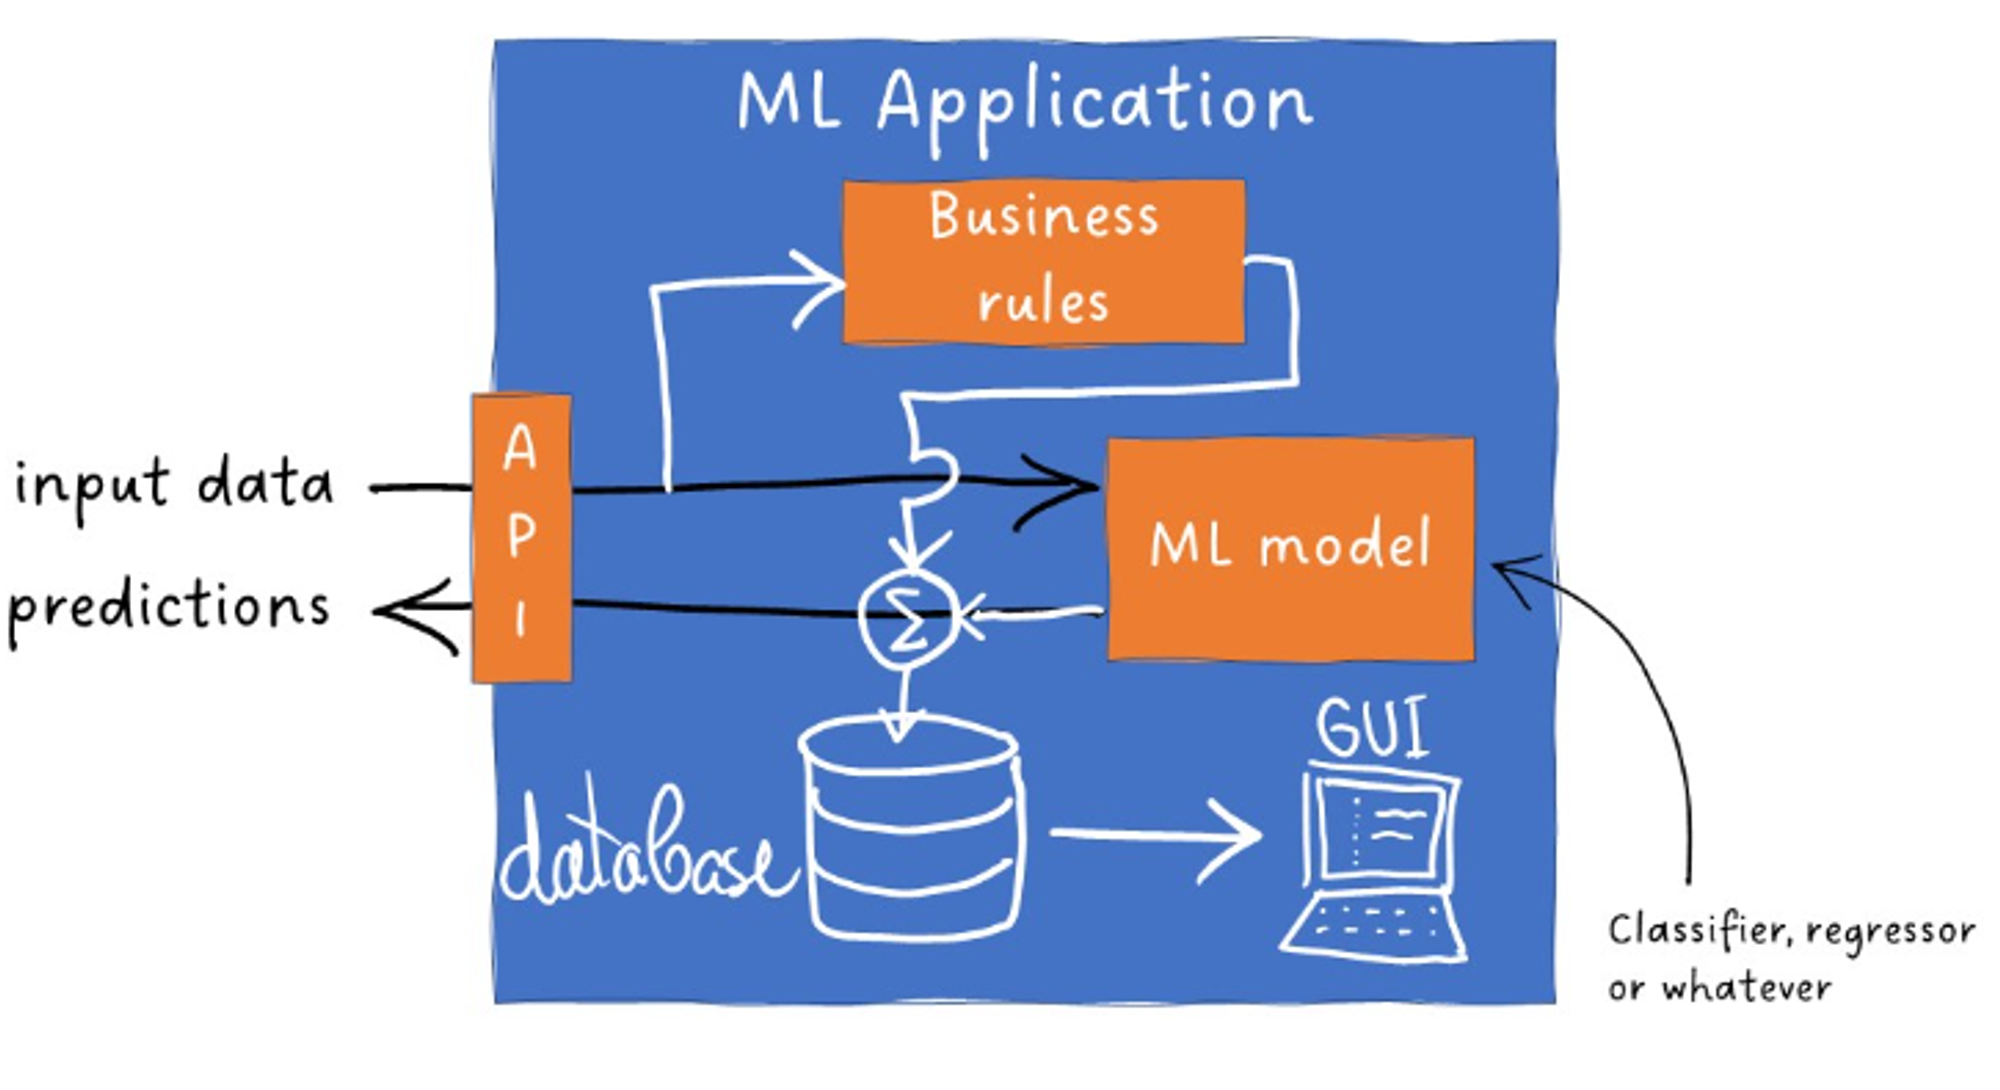 ML Application
Business
rules
A
P
I
input data
predictions
ML model
Σ
GUI
database
Classifier, regressor
or whatever